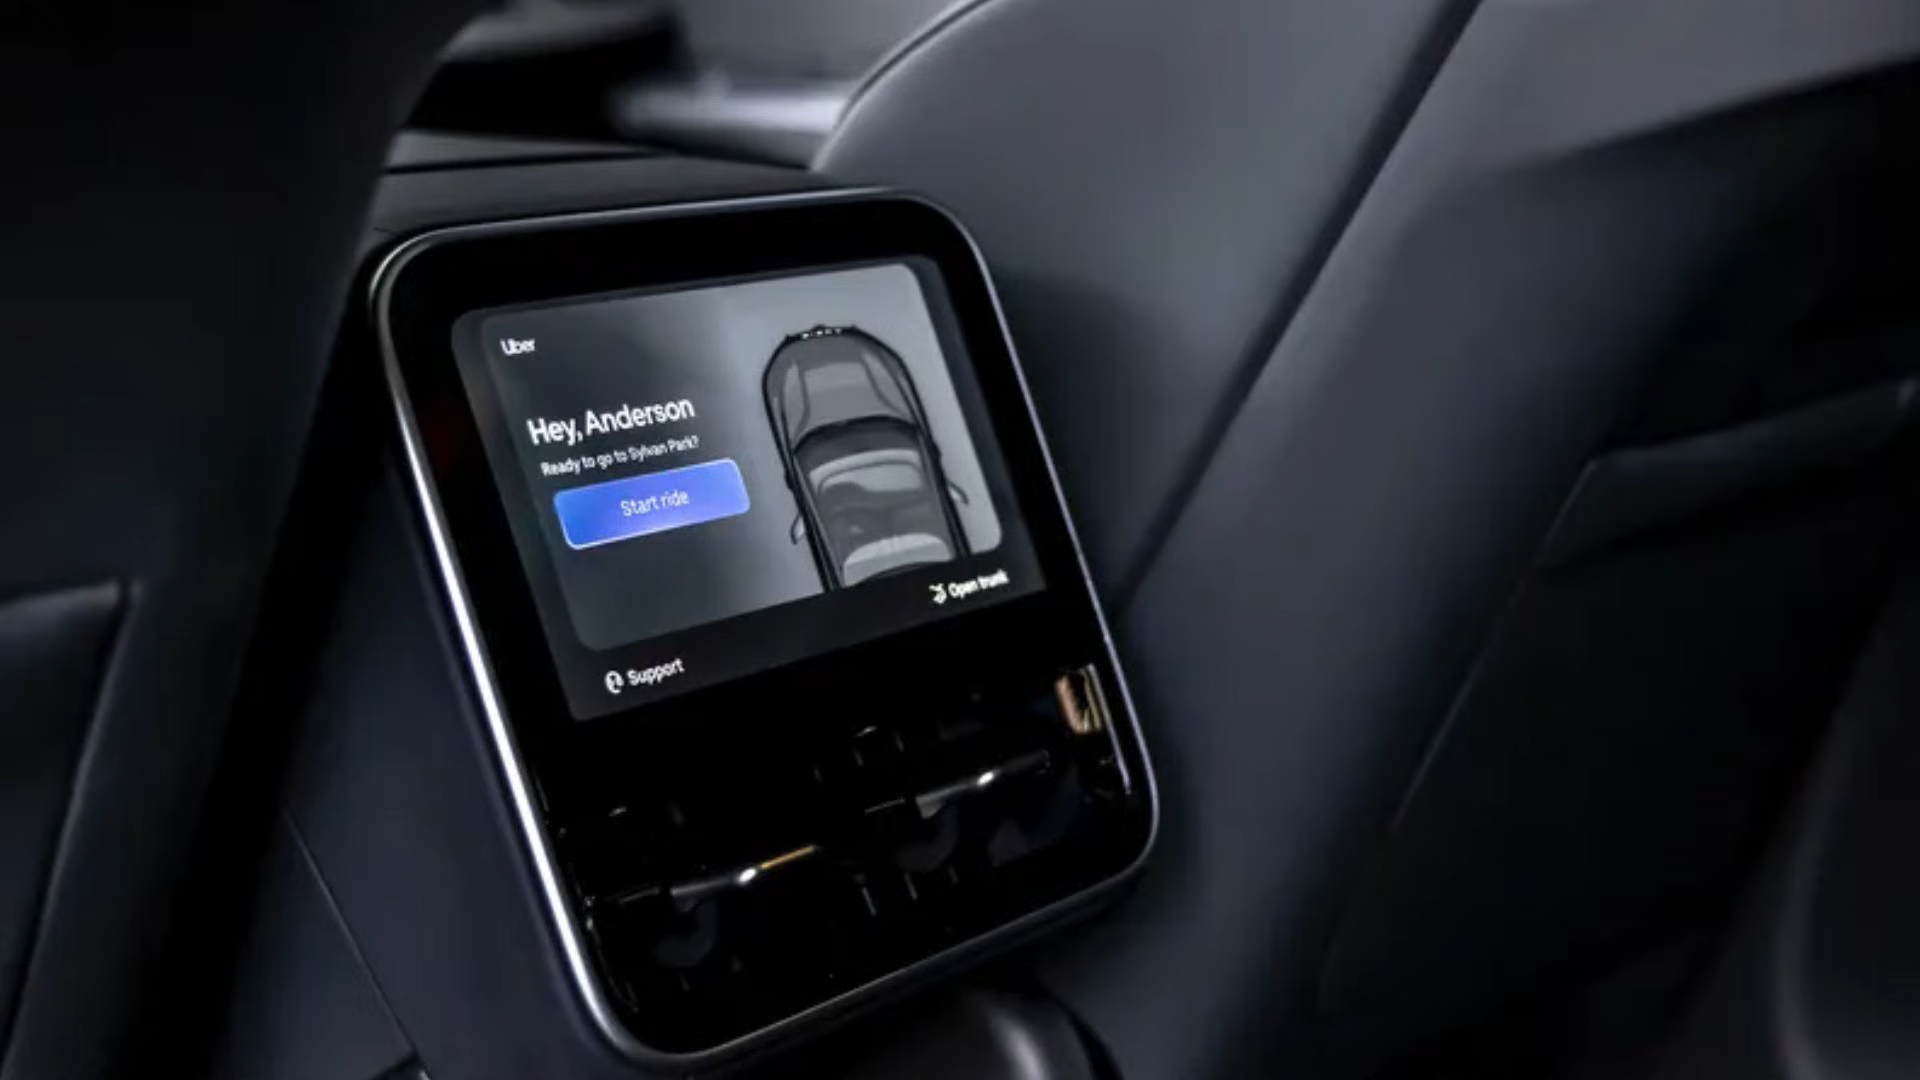 Uber
Hey, Anderson
Ready to go to Sylvan Park?
Start ride
Open trunk
Support